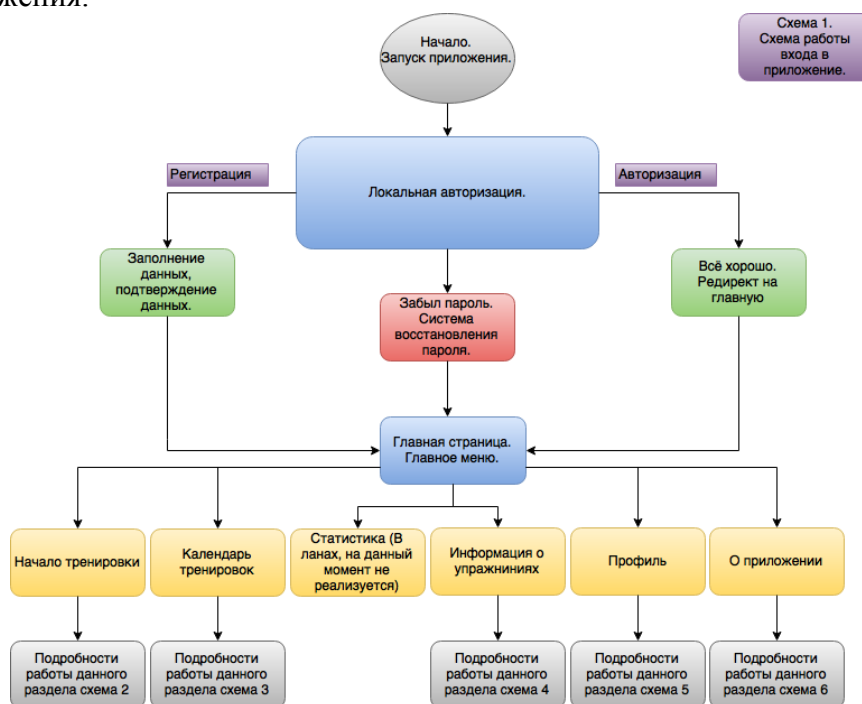 жения.
Схема 1.
Схема работы
входа в
приложение.
Начало.
Запуск приложения.
Регистрация
Локальная авторизация.
Авторизация
Заполнение
данных,
подтверждение
данных.
Забыл пароль.
Система
восстановления
пароля.
Всё хорошо.
Редирект на
главную
Главная страница.
Главное меню.
Начало тренировки
Календарь
тренировок
Статистика (В
ланах, на данный
момент не
реализуется)
Информация о
упражниниях
Профиль
О приложении
Подробности
работы данного
раздела схема 2
Подробности
работы данного
раздела схема 3
Подробности
работы данного
раздела схема 4
Подробности
работы данного
раздела схема 5
Подробности
работы данного
раздела схема 6